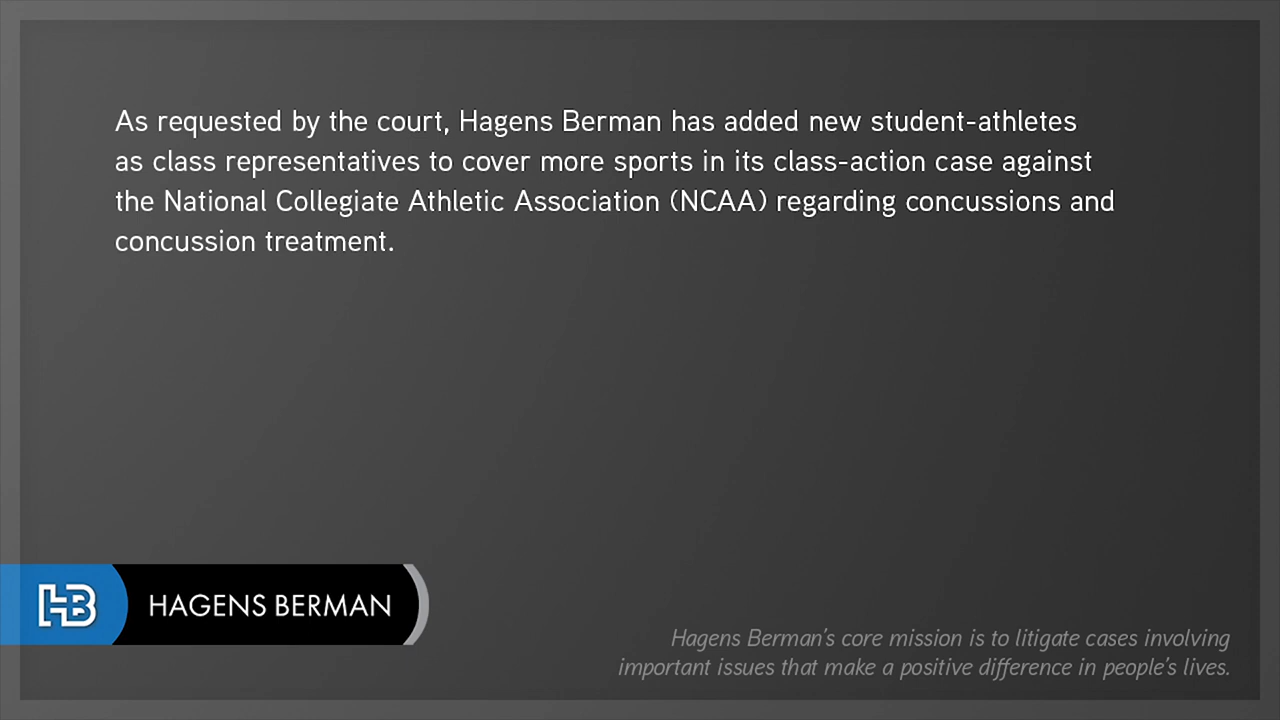 As requested by the court, Hagens Berman has added new student-athletes
as class representatives to cover more sports in its class-action case against
the National Collegiate Athletic Association (NCAA) regarding concussions and
concussion treatment.
HB HAGENS BERMAN
Hagens Berman's core mission is to litigate cases involving
important issues that make a positive difference in people's lives.